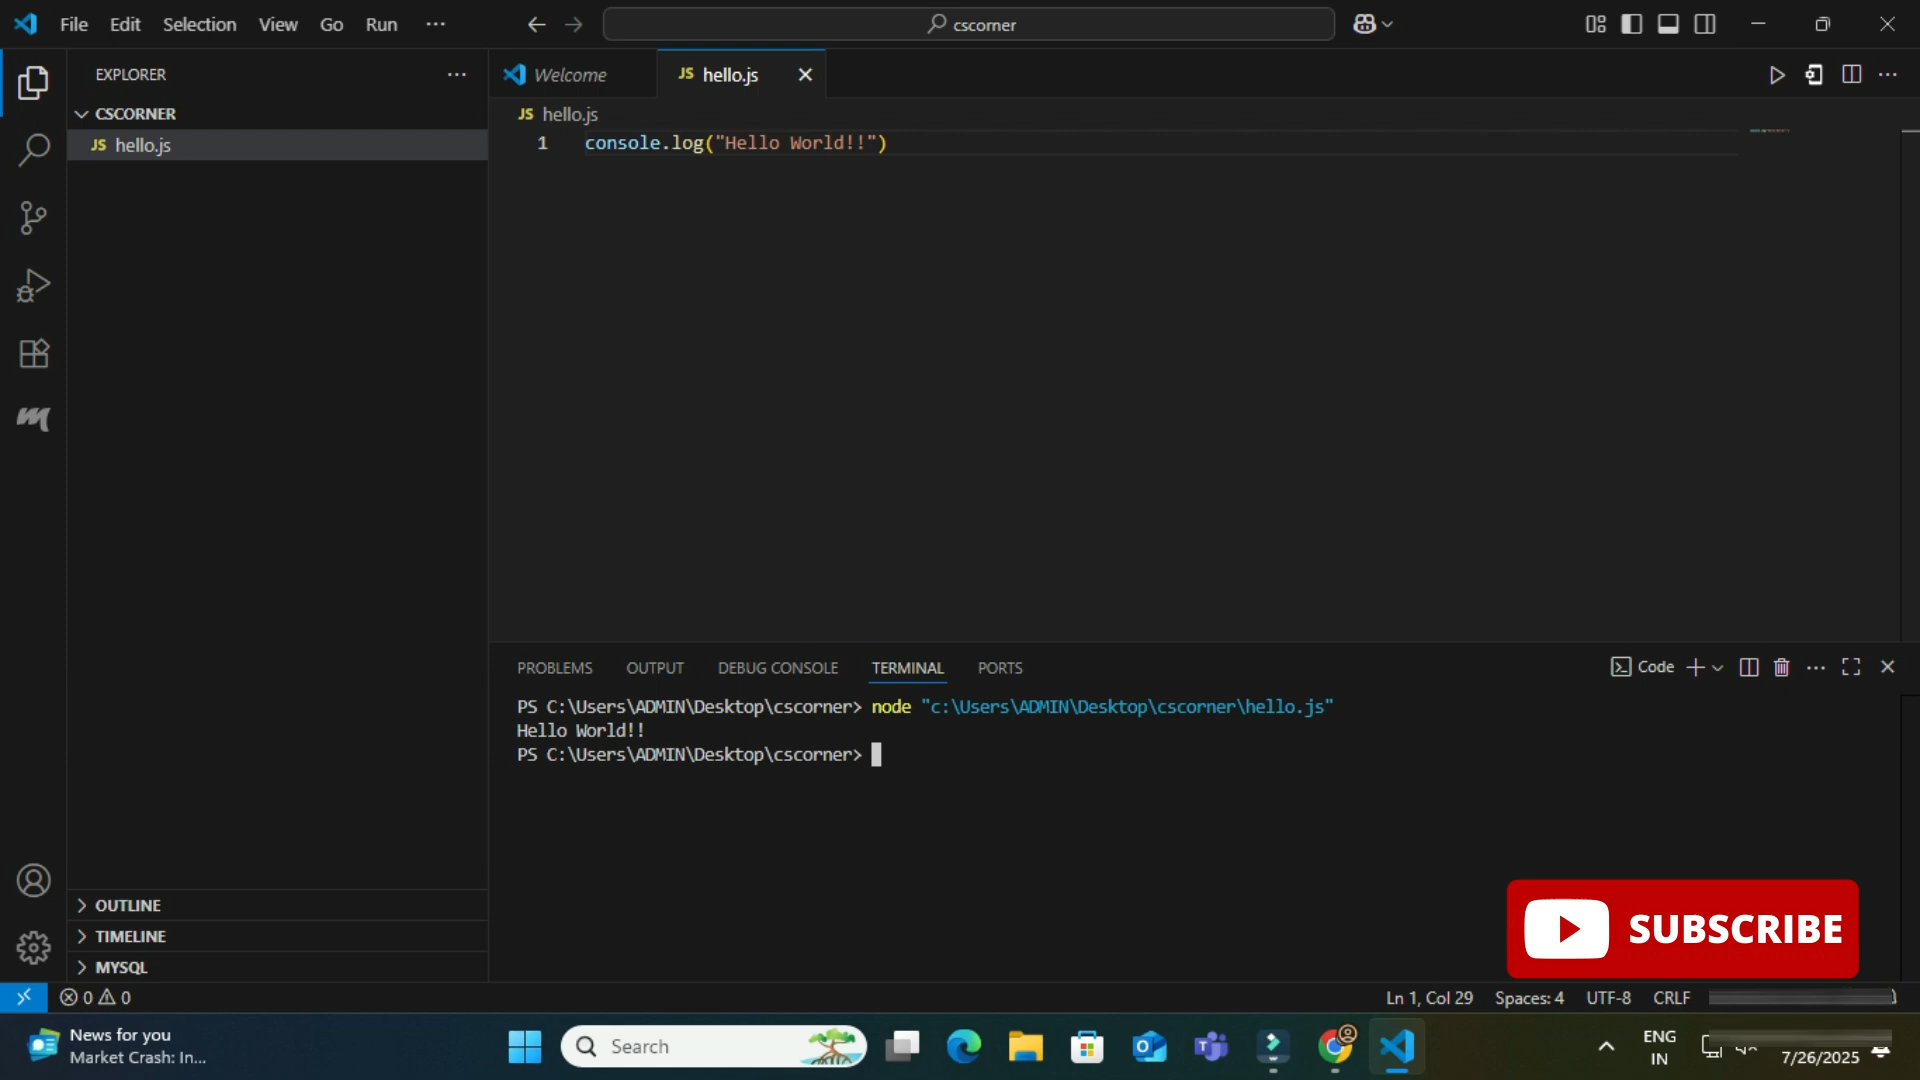 File Edit Selection View Go Run ···
cscorner
EXPLORER
CSCORNER
JS hello.js
Welcome
JS hello.js
JS hello.js
1 console.log("Hello World!!")
PROBLEMS OUTPUT DEBUG CONSOLE TERMINAL PORTS
Code
PS C:\Users\ADMIN\Desktop\cscorner> node "c:\Users\ADMIN\Desktop\cscorner\hello.js"
Hello World!!
PS C:\Users\ADMIN\Desktop\cscorner>
SUBSCRIBE
OUTLINE
TIMELINE
MYSQL
0 0
Ln 1, Col 29 Spaces: 4 UTF-8 CRLF
News for you
Market Crash: In...
Search
ENG
IN
7/26/2025